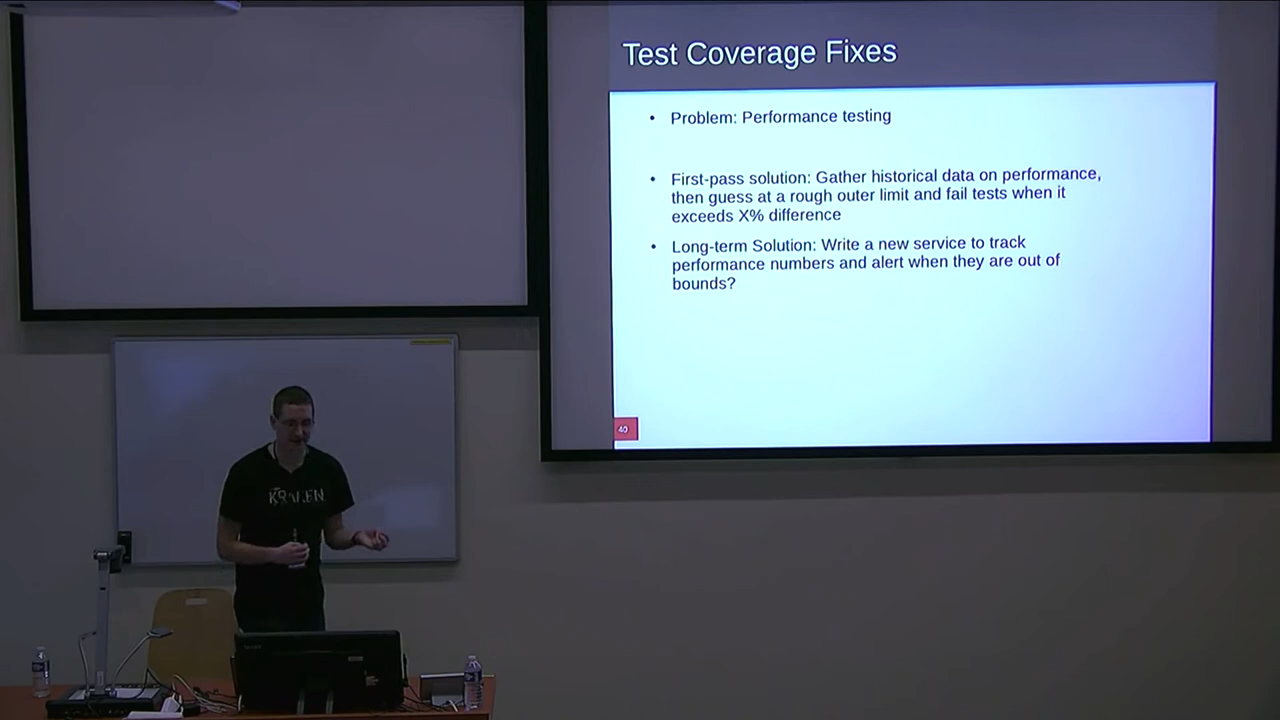 Test Coverage Fixes
• Problem: Performance testing
• First-pass solution: Gather historical data on performance,
then guess at a rough outer limit and fail tests when it
exceeds X% difference
• Long-term Solution: Write a new service to track
performance numbers and alert when they are out of
bounds?
40
KRAKEN